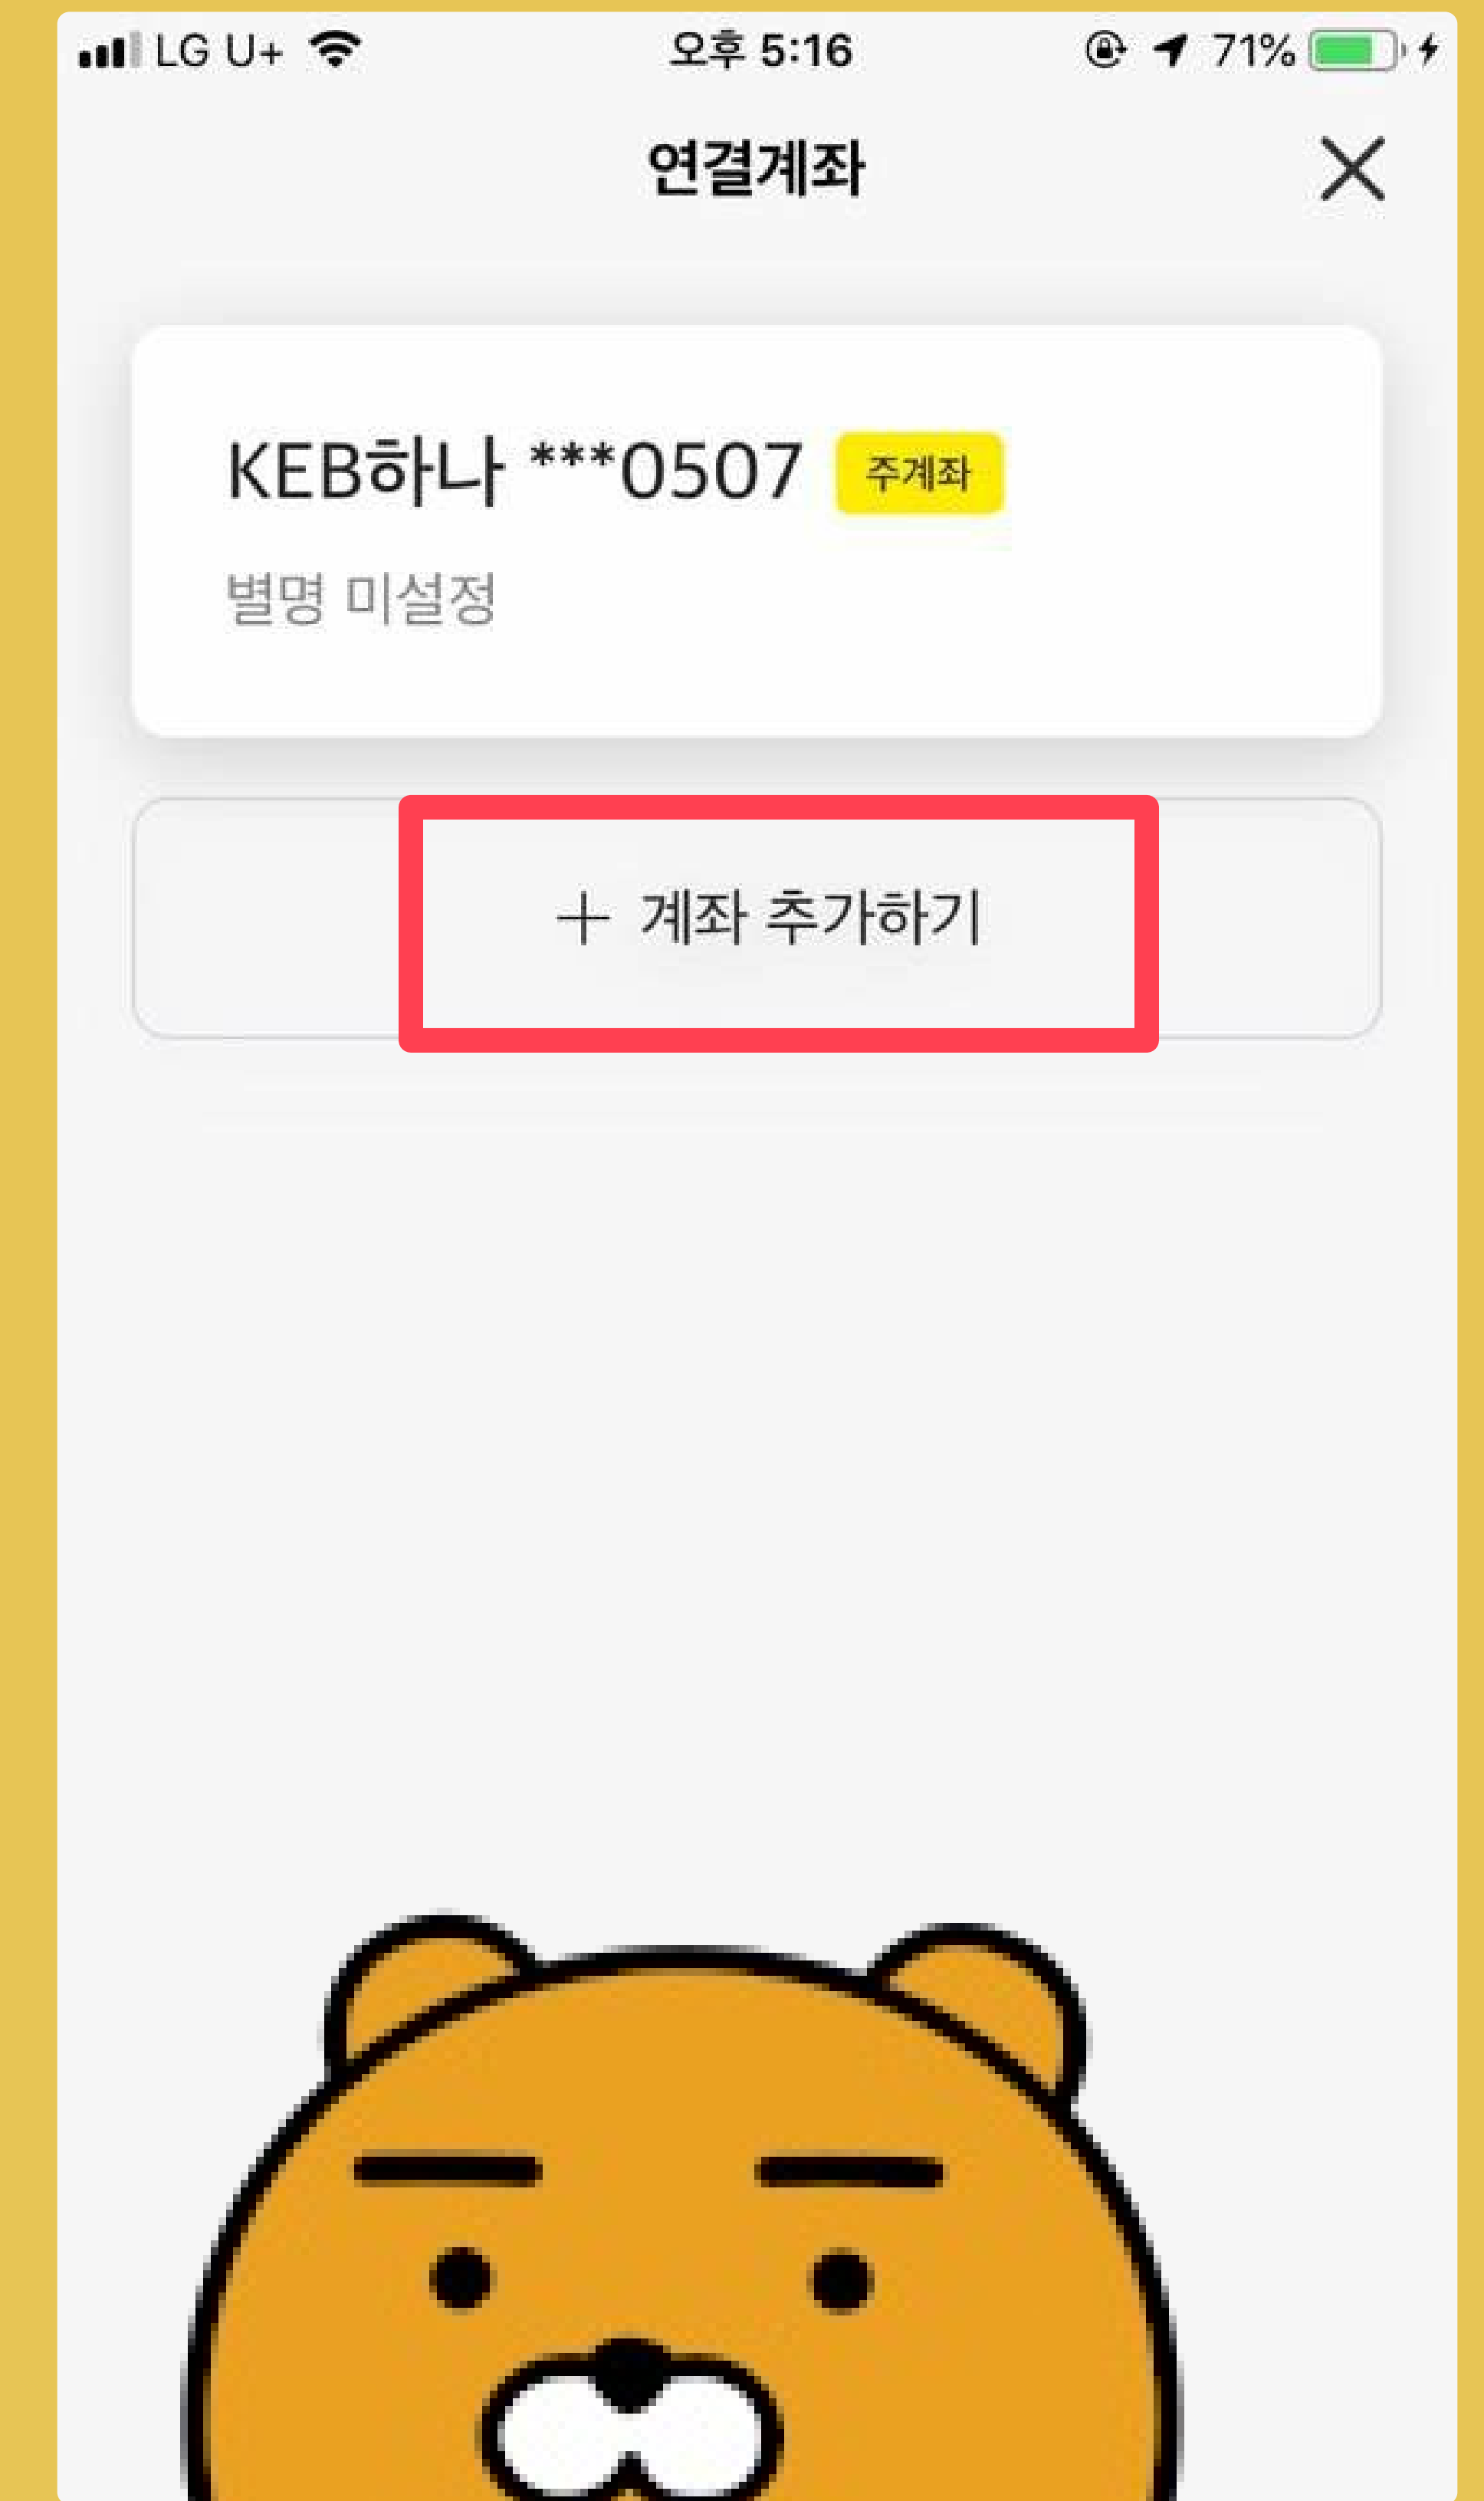 LG U+ 오후 5:16 71%
연결계좌
KEB하나 ***0507 주계좌
별명 미설정
+ 계좌 추가하기